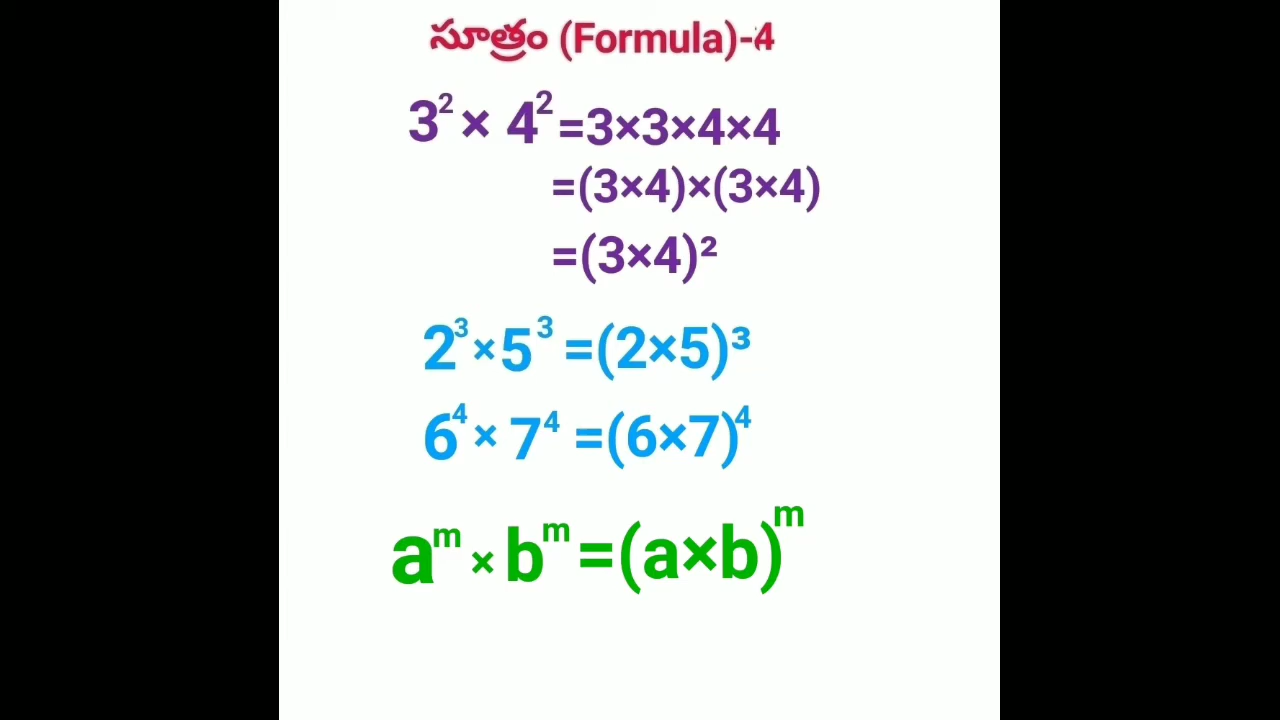 సూత్రం (Formula)-4
3² × 4² =3×3×4×4
=(3×4)×(3×4)
=(3×4)²
2³ ×5³ =(2×5)³
6⁴ × 7⁴ =(6×7)⁴
aᵐ × bᵐ =(a×b)ᵐ